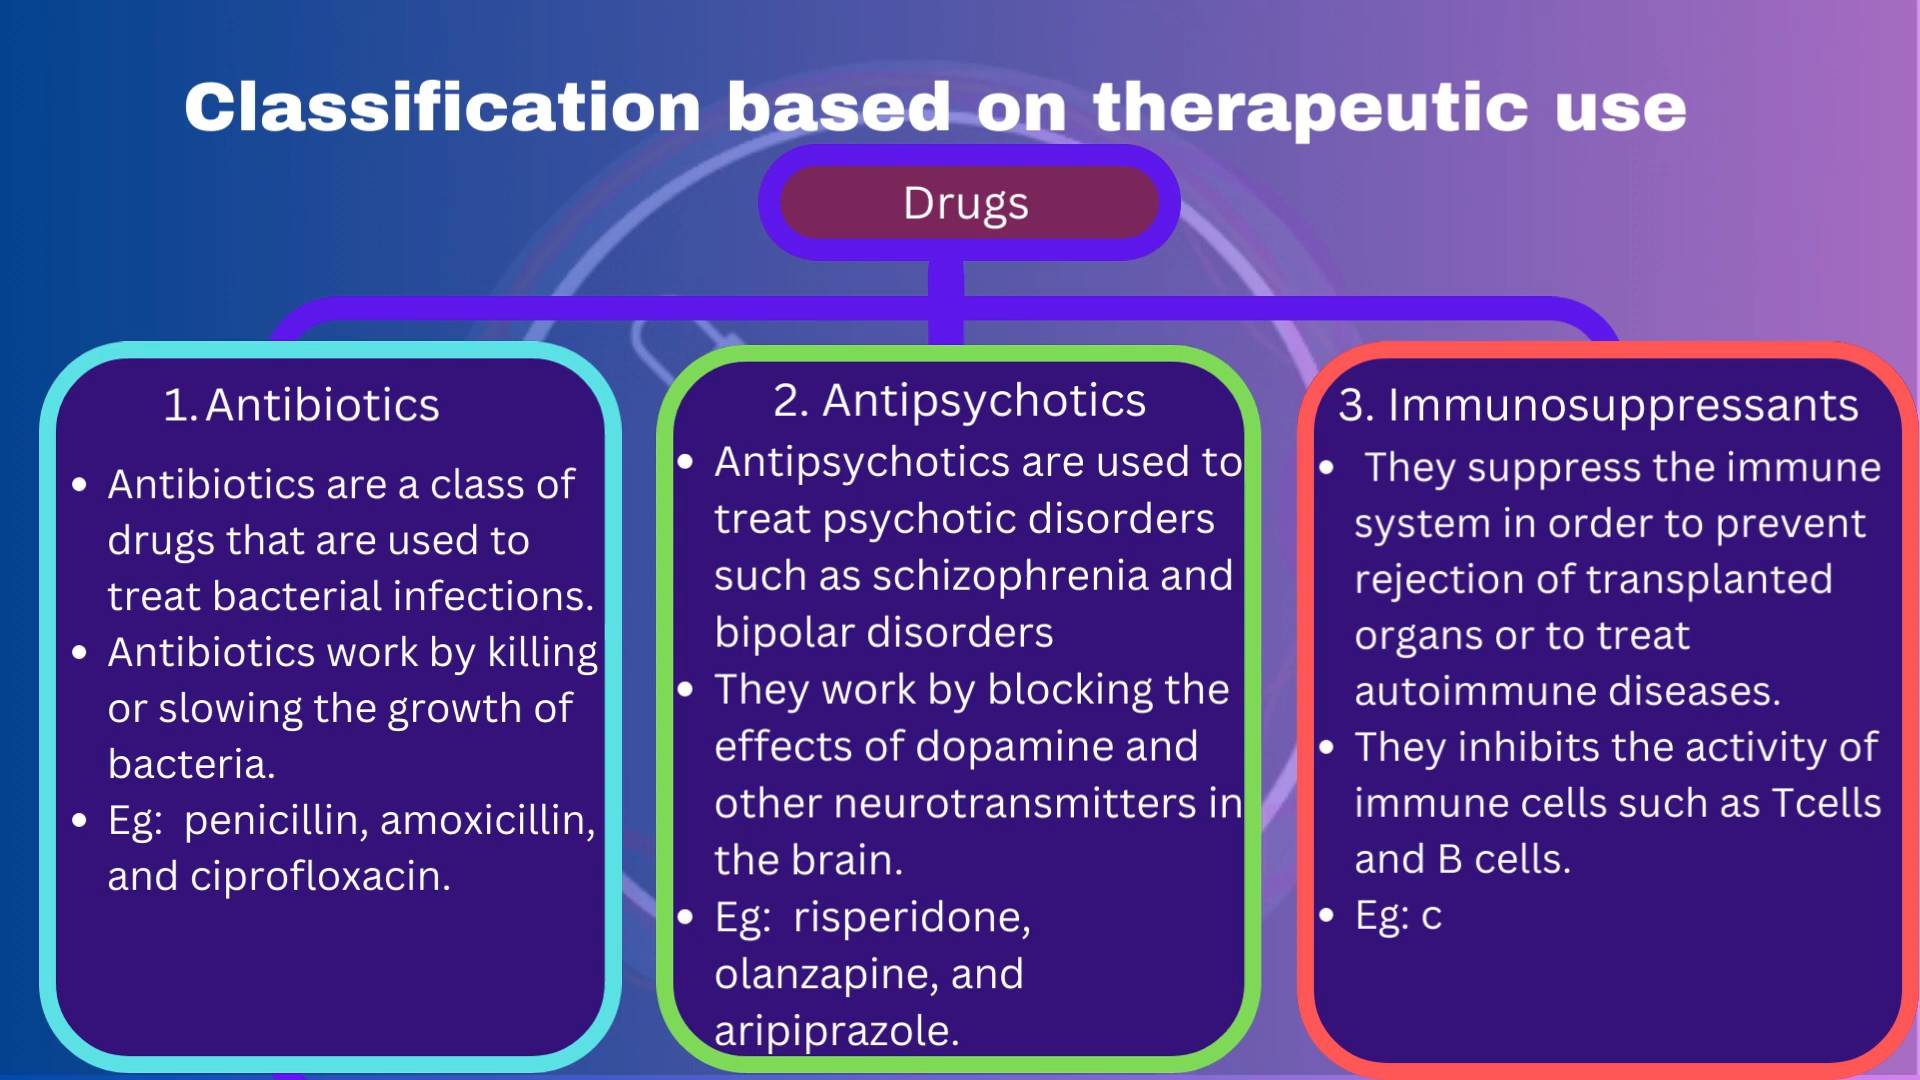 Classification based on therapeutic use
Drugs
1. Antibiotics
• Antibiotics are a class of
drugs that are used to
treat bacterial infections.
• Antibiotics work by killing
or slowing the growth of
bacteria.
• Eg:  penicillin, amoxicillin,
and ciprofloxacin.
2. Antipsychotics
• Antipsychotics are used to
treat psychotic disorders
such as schizophrenia and
bipolar disorders
• They work by blocking the
effects of dopamine and
other neurotransmitters in
the brain.
• Eg:  risperidone,
olanzapine, and
aripiprazole.
3. Immunosuppressants
• They suppress the immune
system in order to prevent
rejection of transplanted
organs or to treat
autoimmune diseases.
• They inhibits the activity of
immune cells such as Tcells
and B cells.
• Eg: c